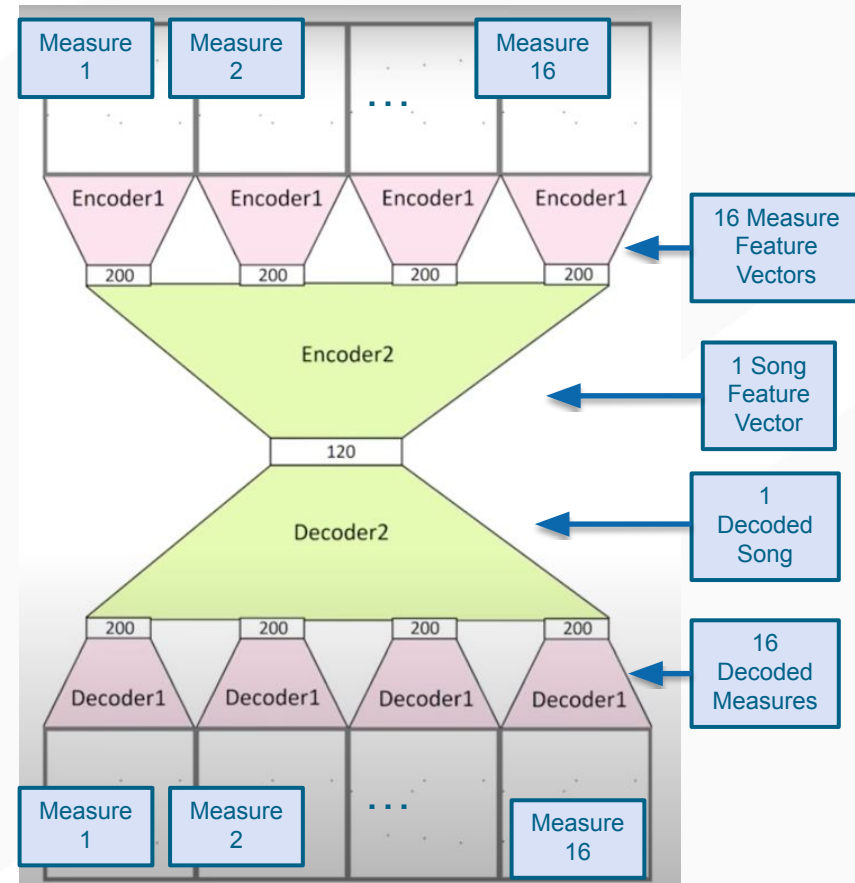 Measure
1
Measure
2
...
Measure
16
Encoder1 Encoder1 Encoder1 Encoder1
16 Measure
Feature
Vectors
200 200 200 200
Encoder2
1 Song
Feature
Vector
120
Decoder2
1
Decoded
Song
200 200 200 200
16
Decoded
Measures
Decoder1 Decoder1 Decoder1 Decoder1
Measure
1
Measure
2
...
Measure
16